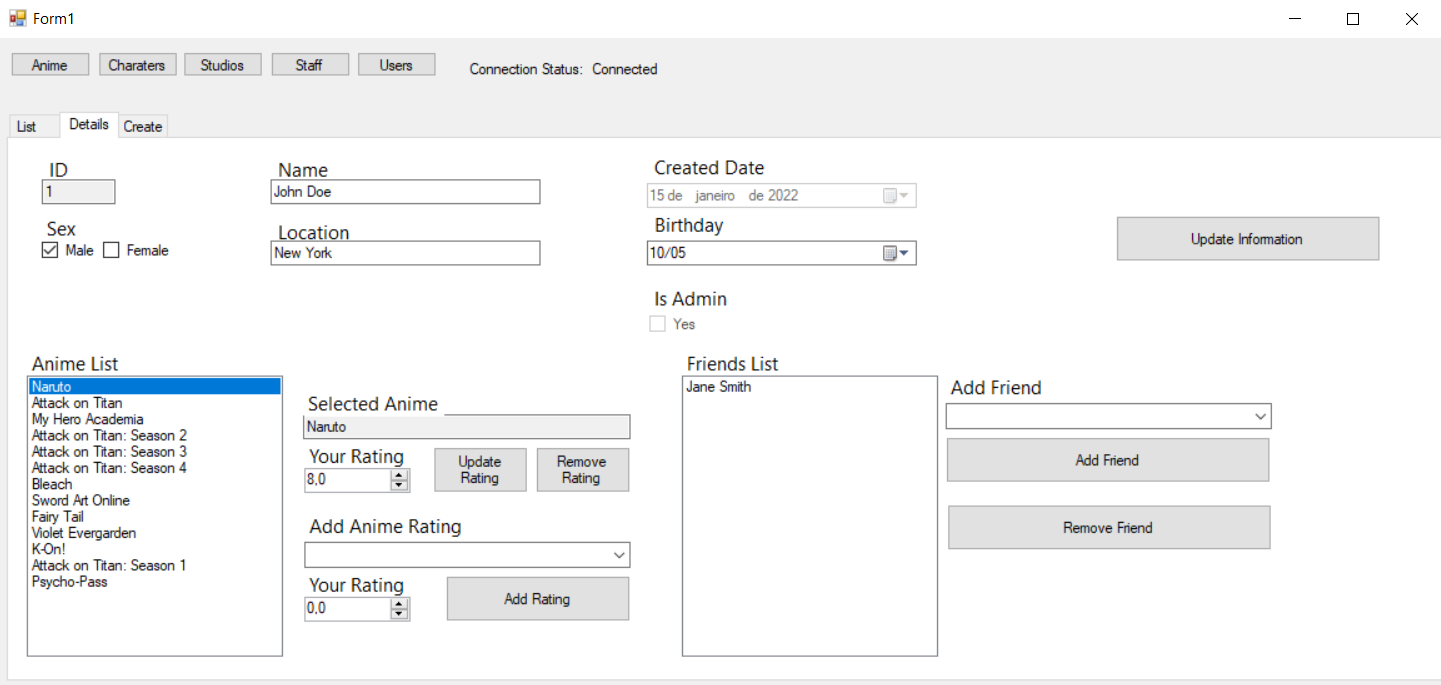 Form1
Anime Charaters Studios Staff Users Connection Status: Connected
List Details Create
ID Name Created Date
1 John Doe 15 de janeiro de 2022
Sex Location Birthday
Male Female New York 10/05 Update Information
Is Admin
Yes
Anime List
Naruto
Attack on Titan
My Hero Academia
Attack on Titan: Season 2
Attack on Titan: Season 3
Attack on Titan: Season 4
Bleach
Sword Art Online
Fairy Tail
Violet Evergarden
K-On!
Attack on Titan: Season 1
Psycho-Pass
Selected Anime
Naruto
Your Rating
8,0
Update
Rating
Remove
Rating
Add Anime Rating
Your Rating
0,0
Add Rating
Friends List
Jane Smith
Add Friend
Add Friend
Remove Friend